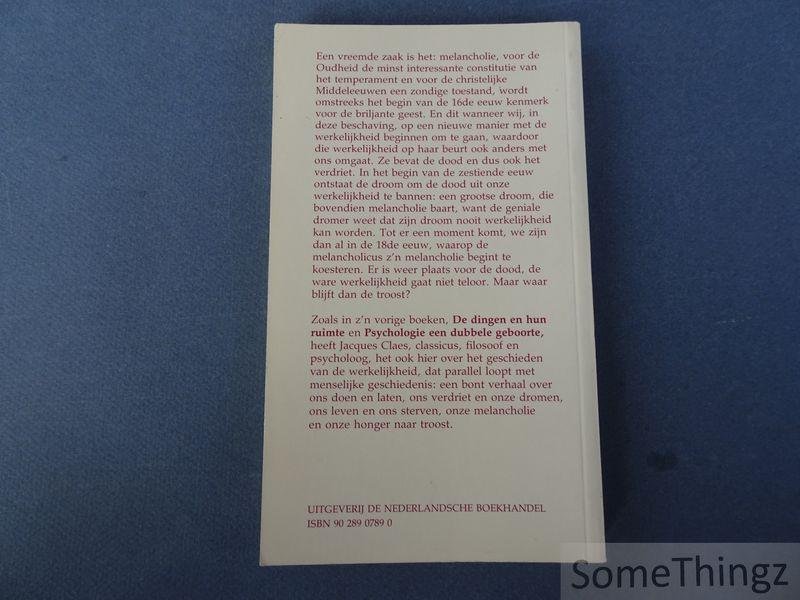 Een vreemde zaak is het: melancholie, voor de
Oudheid de minst interessante constitutie van
het temperament en voor de christelijke
Middeleeuwen een zondige toestand, wordt
omstreeks het begin van de 16de eeuw kenmerk
voor de briljante geest. En dit wanneer wij, in
deze beschaving, op een nieuwe manier met de
werkelijkheid beginnen om te gaan, waardoor
die werkelijkheid op haar beurt ook anders met
ons omgaat. Ze bevat de dood en dus ook het
verdriet. In het begin van de zestiende eeuw
ontstaat de droom om de dood uit onze
werkelijkheid te bannen: een grootse droom, die
bovendien melancholie baart, want de geniale
dromer weet dat zijn droom nooit werkelijkheid
kan worden. Tot er een moment komt, we zijn
dan al in de 18de eeuw, waarop de
melancholicus z'n melancholie begint te
koesteren. Er is weer plaats voor de dood, de
ware werkelijkheid gaat niet teloor. Maar waar
blijft dan de troost?
Zoals in z'n vorige boeken, De dingen en hun
ruimte en Psychologie een dubbele geboorte,
heeft Jacques Claes, classicus, filosoof en
psycholoog, het ook hier over het geschieden
van de werkelijkheid, dat parallel loopt met
menselijke geschiedenis: een bont verhaal over
ons doen en laten, ons verdriet en onze dromen,
ons leven en ons sterven, onze melancholie
en onze honger naar troost.
UITGEVERIJ DE NEDERLANDSCHE BOEKHANDEL
ISBN 90 289 0789 0
SomeThingz